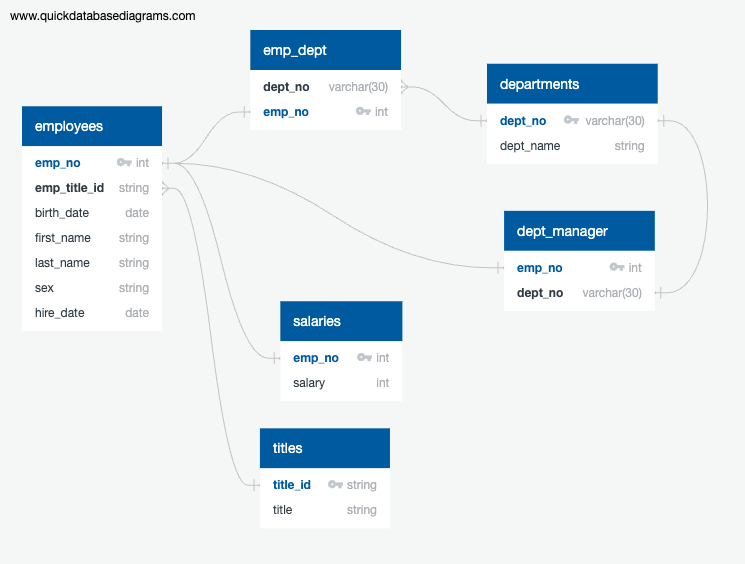 www.quickdatabasediagrams.com
emp_dept
dept_no varchar(30)
emp_no int
departments
dept_no varchar(30)
dept_name string
employees
emp_no int
emp_title_id string
birth_date date
first_name string
last_name string
sex string
hire_date date
dept_manager
emp_no int
dept_no varchar(30)
salaries
emp_no int
salary int
titles
title_id string
title string